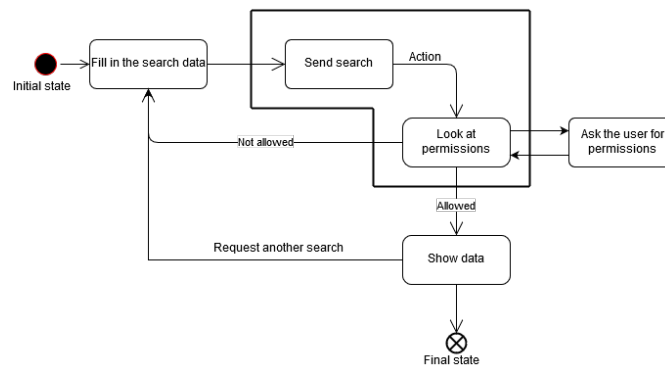 Initial state
Fill in the search data
Send search
Action
Look at
permissions
Ask the user for
permissions
Not allowed
Allowed
Request another search
Show data
Final state